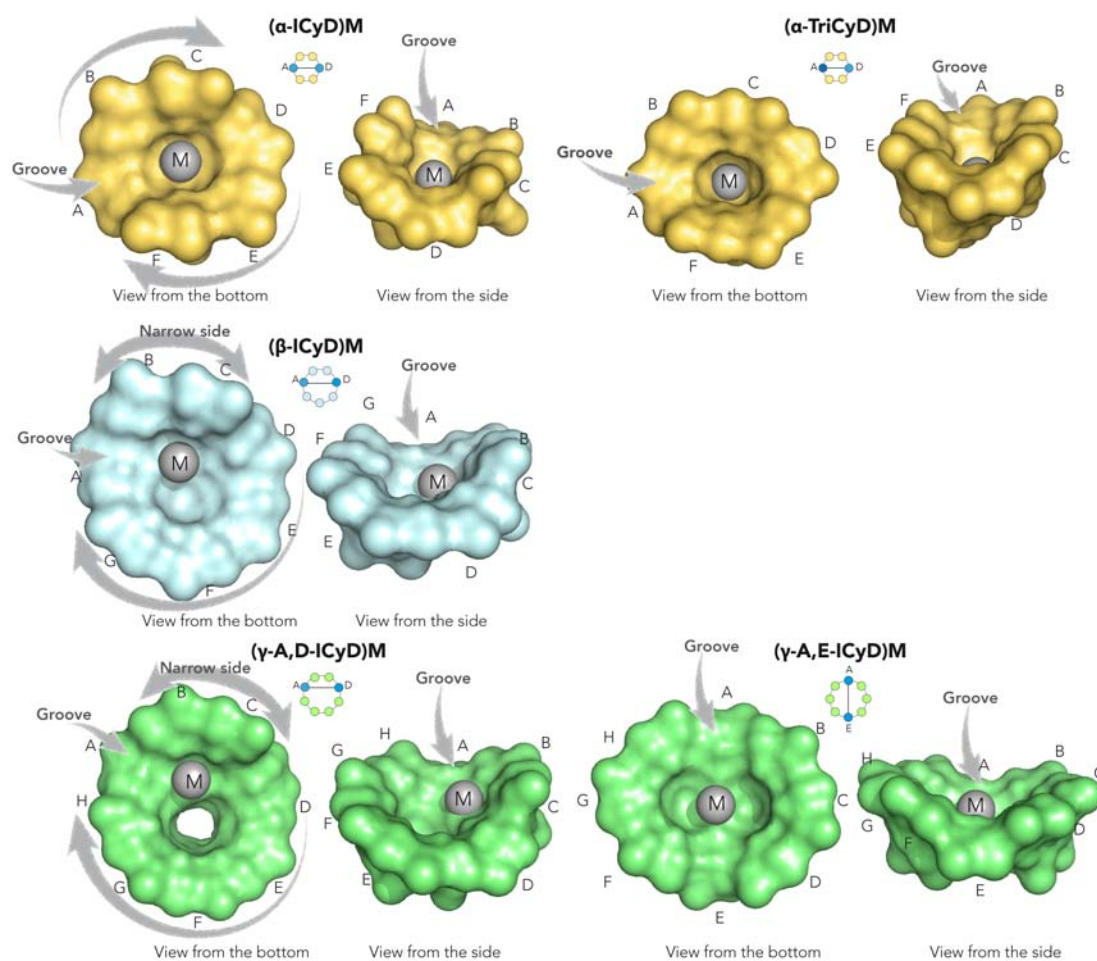 (α-ICyD)M
A D
Groove
B
C
D
M
Groove
A
F
E
View from the bottom
Groove
F
A
B
E
M
C
D
View from the side
(α-TriCyD)M
A D
B
C
D
Groove
M
A
F
E
View from the bottom
Groove
F
A
B
E
C
D
View from the side
(β-ICyD)M
A D
Narrow side
B
C
Groove
D
M
A
E
G
F
View from the bottom
Groove
G
A
F
B
M
C
E
D
View from the side
(γ-A,D-ICyD)M
A D
Narrow side
B
C
Groove
A
M
H
D
G
E
F
View from the bottom
Groove
H
A
B
G
M
C
F
E
D
View from the side
(γ-A,E-ICyD)M
A
E
Groove
A
H
B
G
M
C
F
D
E
View from the bottom
Groove
H
A
B
C
M
G
D
F
E
View from the side